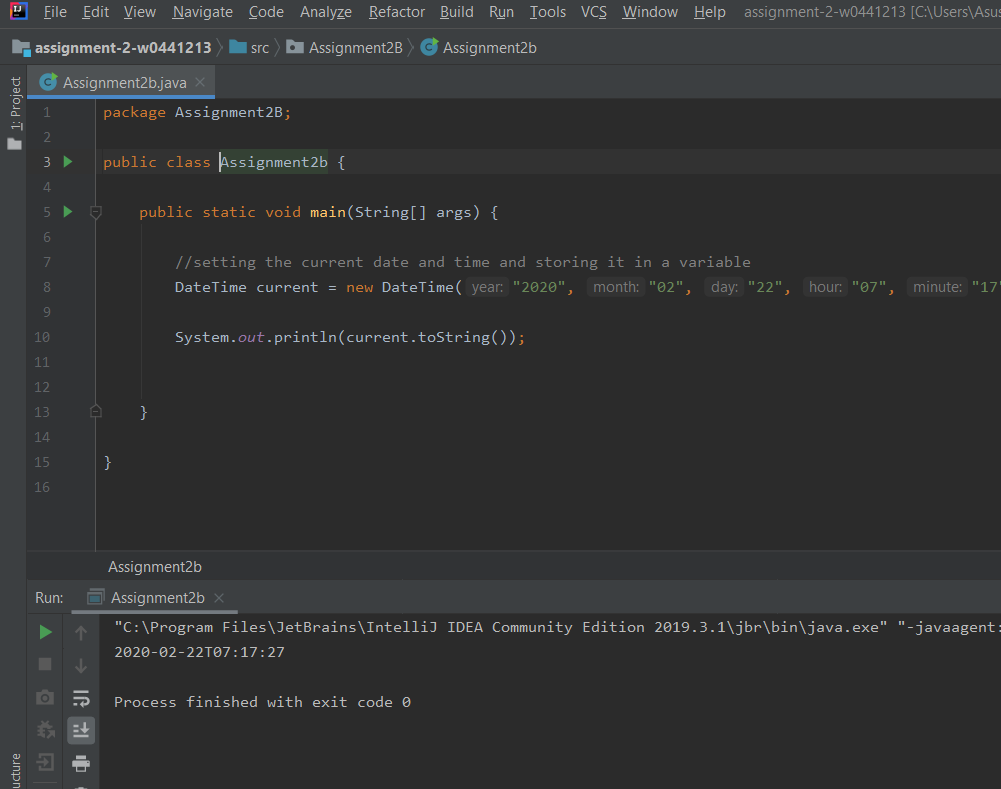 File Edit View Navigate Code Analyze Refactor Build Run Tools VCS Window Help assignment-2-w0441213 [C:\Users\Asus
assignment-2-w0441213 src Assignment2B Assignment2b
1: Project
Assignment2b.java
1 package Assignment2B;
2
3 public class Assignment2b {
4
5 public static void main(String[] args) {
6
7 //setting the current date and time and storing it in a variable
8 DateTime current = new DateTime( year: "2020", month: "02", day: "22", hour: "07", minute: "17"
9
10 System.out.println(current.toString());
11
12
13 }
14
15 }
16
Assignment2b
Run: Assignment2b
"C:\Program Files\JetBrains\IntelliJ IDEA Community Edition 2019.3.1\jbr\bin\java.exe" "-javaagent:
2020-02-22T07:17:27
Process finished with exit code 0
ucture